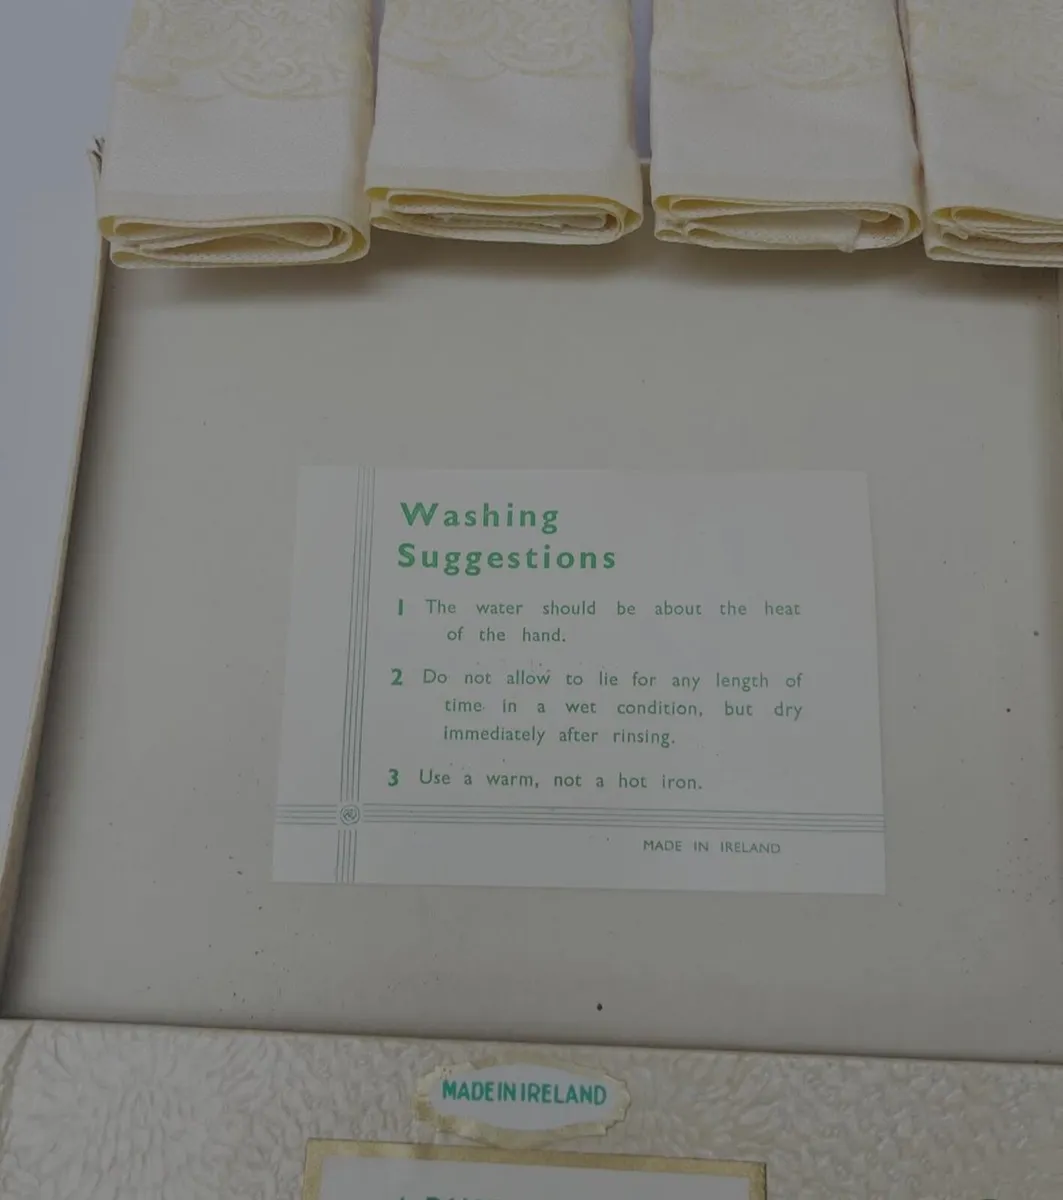 Washing
Suggestions
1 The water should be about the heat
of the hand.
2 Do not allow to lie for any length of
time in a wet condition, but dry
immediately after rinsing.
3 Use a warm, not a hot iron.
MADE IN IRELAND
MADE IN IRELAND